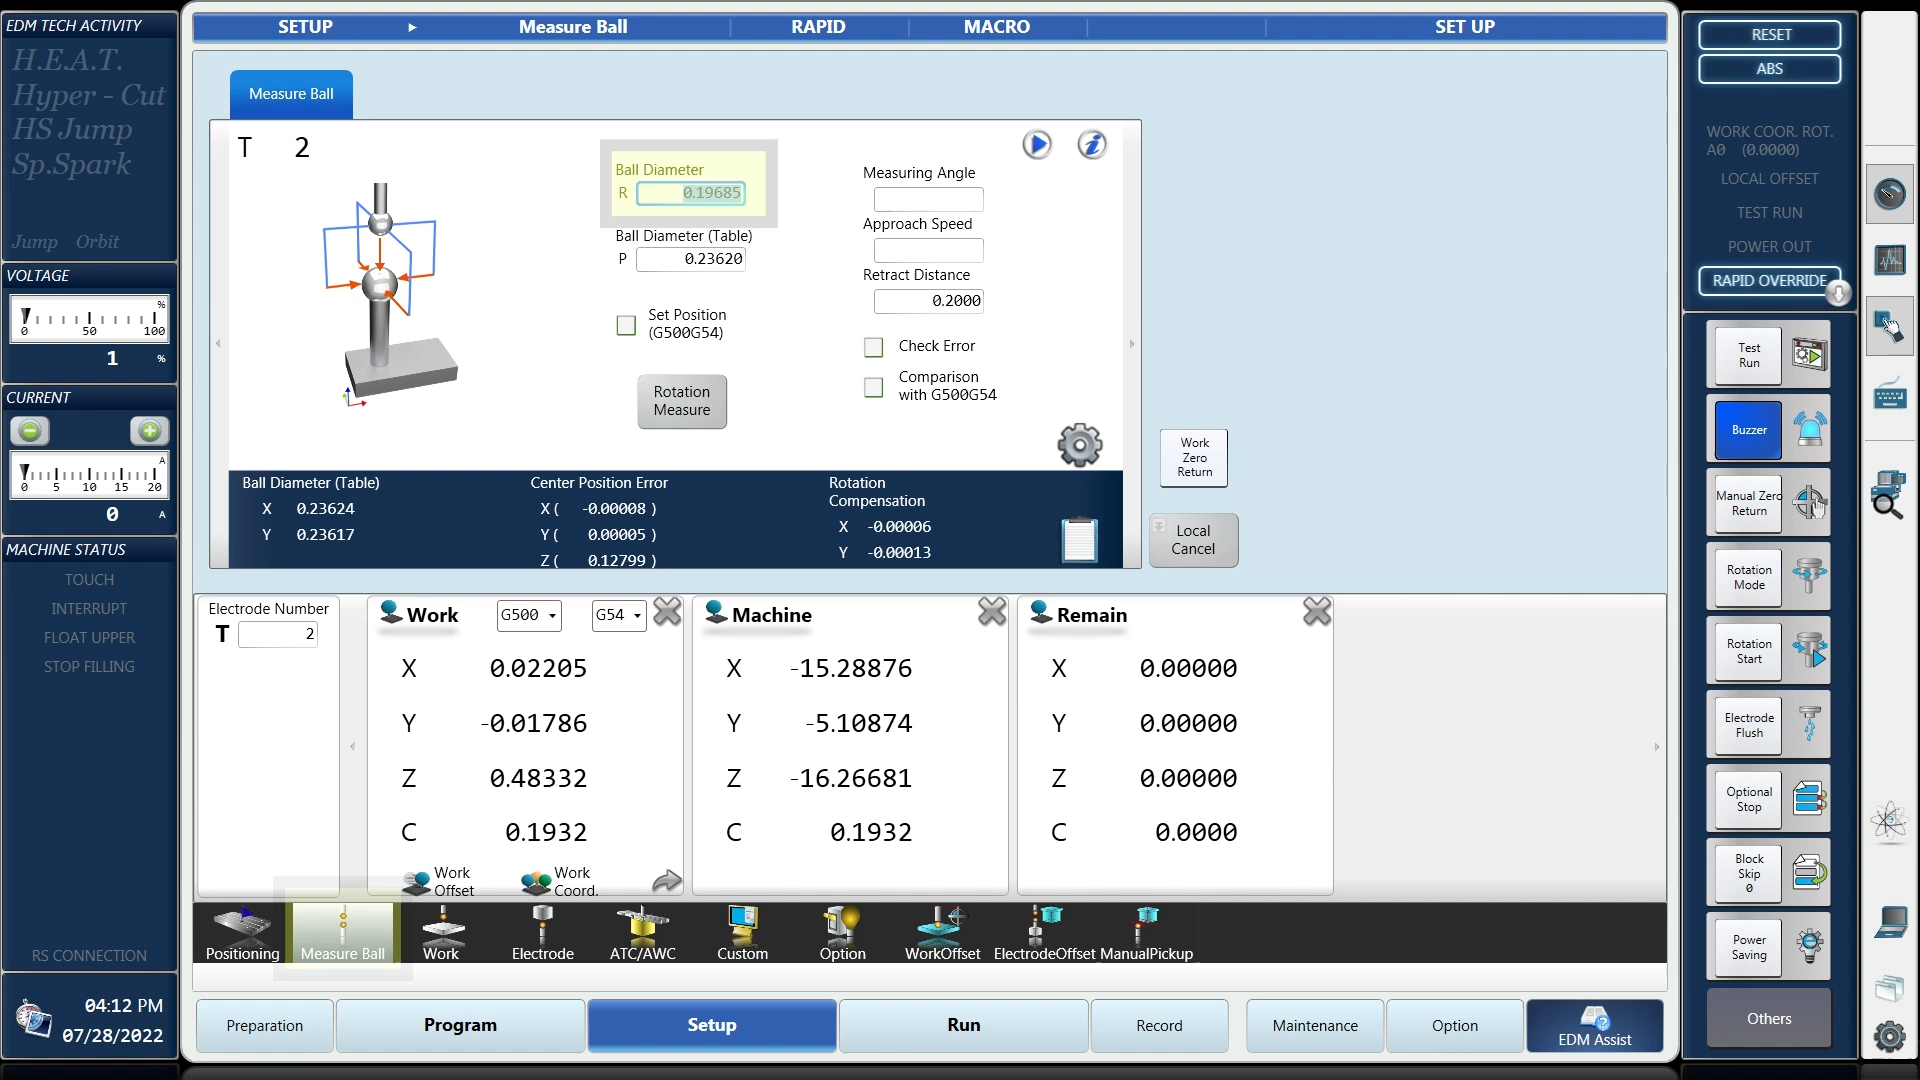 EDM TECH ACTIVITY
H.E.A.T.
Hyper - Cut
HS Jump
Sp.Spark
Jump Orbit
VOLTAGE
%
0 50 100
1 %
CURRENT
A
0 5 10 15 20
0 A
MACHINE STATUS
TOUCH
INTERRUPT
FLOAT UPPER
STOP FILLING
RS CONNECTION
04:12 PM
07/28/2022
SETUP Measure Ball RAPID MACRO SET UP
Measure Ball
T 2
Ball Diameter
R 0.19685
Ball Diameter (Table)
P 0.23620
Set Position
(G500G54)
Rotation
Measure
Measuring Angle
Approach Speed
Retract Distance
0.2000
Check Error
Comparison
with G500G54
Ball Diameter (Table)
X 0.23624
Y 0.23617
Center Position Error
X ( -0.00008 )
Y ( 0.00005 )
Z ( 0.12799 )
Rotation
Compensation
X -0.00006
Y -0.00013
Work
Zero
Return
Local
Cancel
Electrode Number
T 2
Work G500 G54
X 0.02205
Y -0.01786
Z 0.48332
C 0.1932
Work
Offset
Work
Coord.
Machine
X -15.28876
Y -5.10874
Z -16.26681
C 0.1932
Remain
X 0.00000
Y 0.00000
Z 0.00000
C 0.0000
Positioning Measure Ball Work Electrode ATC/AWC Custom Option WorkOffset ElectrodeOffset ManualPickup
Preparation Program Setup Run Record Maintenance Option EDM Assist
RESET
ABS
WORK COOR. ROT.
A0 (0.0000)
LOCAL OFFSET
TEST RUN
POWER OUT
RAPID OVERRIDE
Test
Run
Buzzer
Manual Zero
Return
Rotation
Mode
Rotation
Start
Electrode
Flush
Optional
Stop
Block
Skip
0
Power
Saving
Others